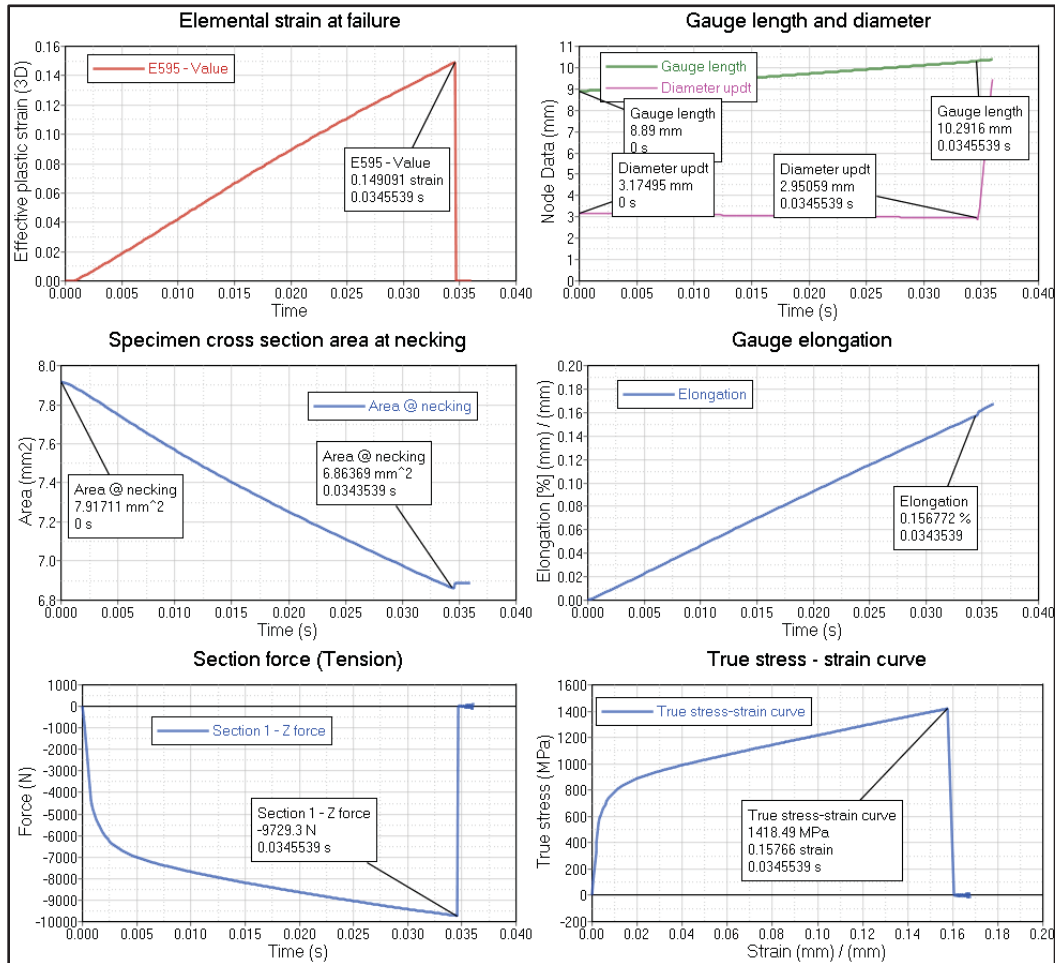 Elemental strain at failure
Effective plastic strain (3D)
0.16
0.14
0.12
0.10
0.08
0.06
0.04
0.02
0.00
E595 - Value
E595 - Value
0.149091 strain
0.0345539 s
0.000 0.005 0.010 0.015 0.020 0.025 0.030 0.035 0.040
Time
Gauge length and diameter
Node Data (mm)
11
10
9
8
7
6
5
4
3
2
1
0
Gauge length
Diameter updt
Gauge length
8.89 mm
0 s
Gauge length
10.2916 mm
0.0345539 s
Diameter updt
3.17495 mm
0 s
Diameter updt
2.95059 mm
0.0345539 s
0.000 0.005 0.010 0.015 0.020 0.025 0.030 0.035 0.040
Time (s)
Specimen cross section area at necking
Area (mm2)
8.0
7.8
7.6
7.4
7.2
7.0
6.8
Area @ necking
Area @ necking
7.91711 mm^2
0 s
Area @ necking
6.86369 mm^2
0.0343539 s
0.000 0.005 0.010 0.015 0.020 0.025 0.030 0.035 0.040
Time (s)
Gauge elongation
Elongation [%] (mm) / (mm)
0.20
0.18
0.16
0.14
0.12
0.10
0.08
0.06
0.04
0.02
0.00
Elongation
Elongation
0.156772 %
0.0343539
0.000 0.005 0.010 0.015 0.020 0.025 0.030 0.035 0.040
Time (s)
Section force (Tension)
Force (N)
1000
0
-1000
-2000
-3000
-4000
-5000
-6000
-7000
-8000
-9000
-10000
Section 1 - Z force
Section 1 - Z force
-9729.3 N
0.0345539 s
0.000 0.005 0.010 0.015 0.020 0.025 0.030 0.035 0.040
Time (s)
True stress - strain curve
True stress (MPa)
1600
1400
1200
1000
800
600
400
200
0
-200
True stress-strain curve
True stress-strain curve
1418.49 MPa
0.15766 strain
0.0345539 s
0.00 0.02 0.04 0.06 0.08 0.10 0.12 0.14 0.16 0.18 0.20
Strain (mm) / (mm)